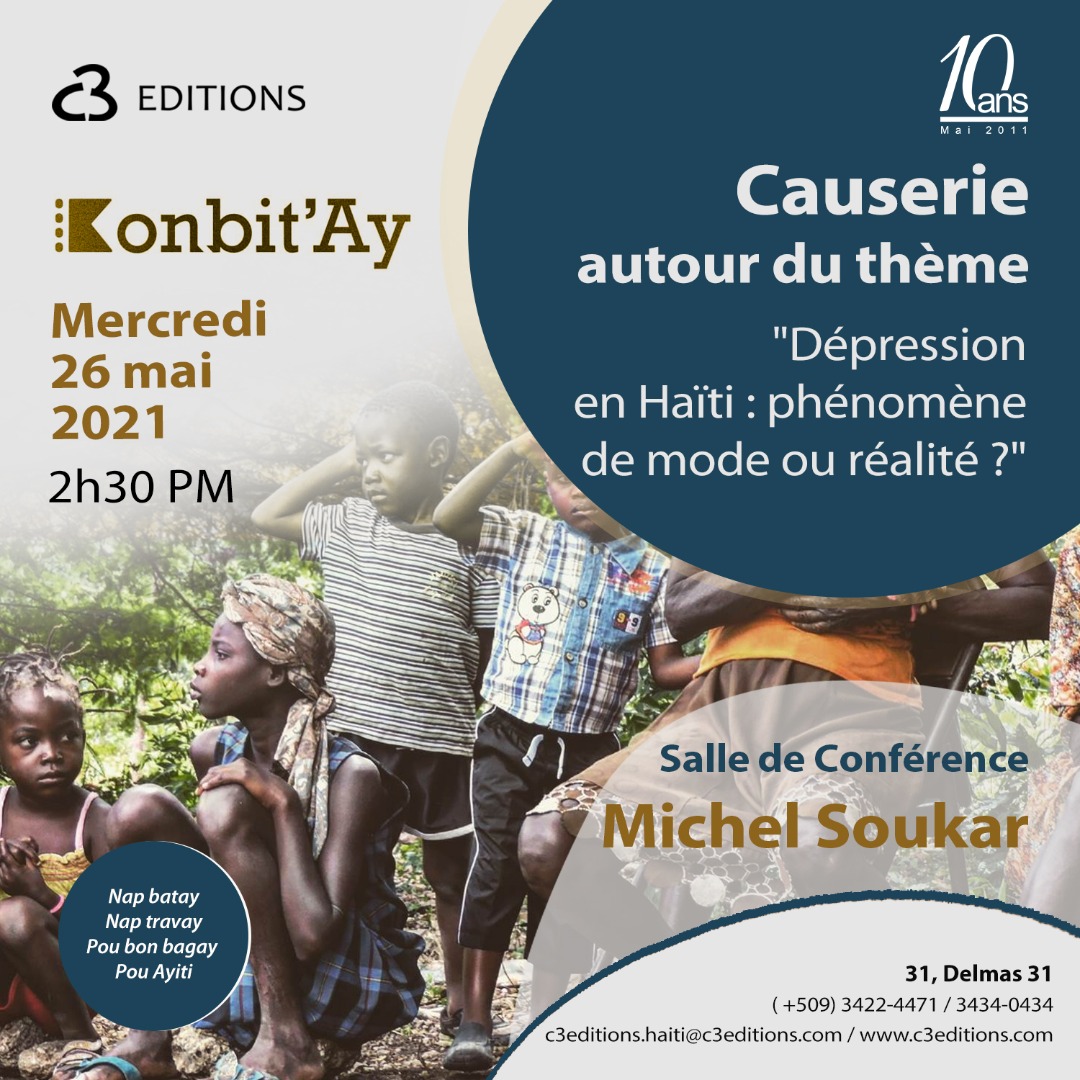 C3 EDITIONS
10
ans
Mai 2011
Konbit'Ay
Mercredi
26 mai
2021
2h30 PM
Causerie
autour du thème
"Dépression
en Haïti : phénomène
de mode ou réalité ?"
9 9
Salle de Conférence
Michel Soukar
Nap batay
Nap travay
Pou bon bagay
Pou Ayiti
31, Delmas 31
( +509) 3422-4471 / 3434-0434
c3editions.haiti@c3editions.com / www.c3editions.com